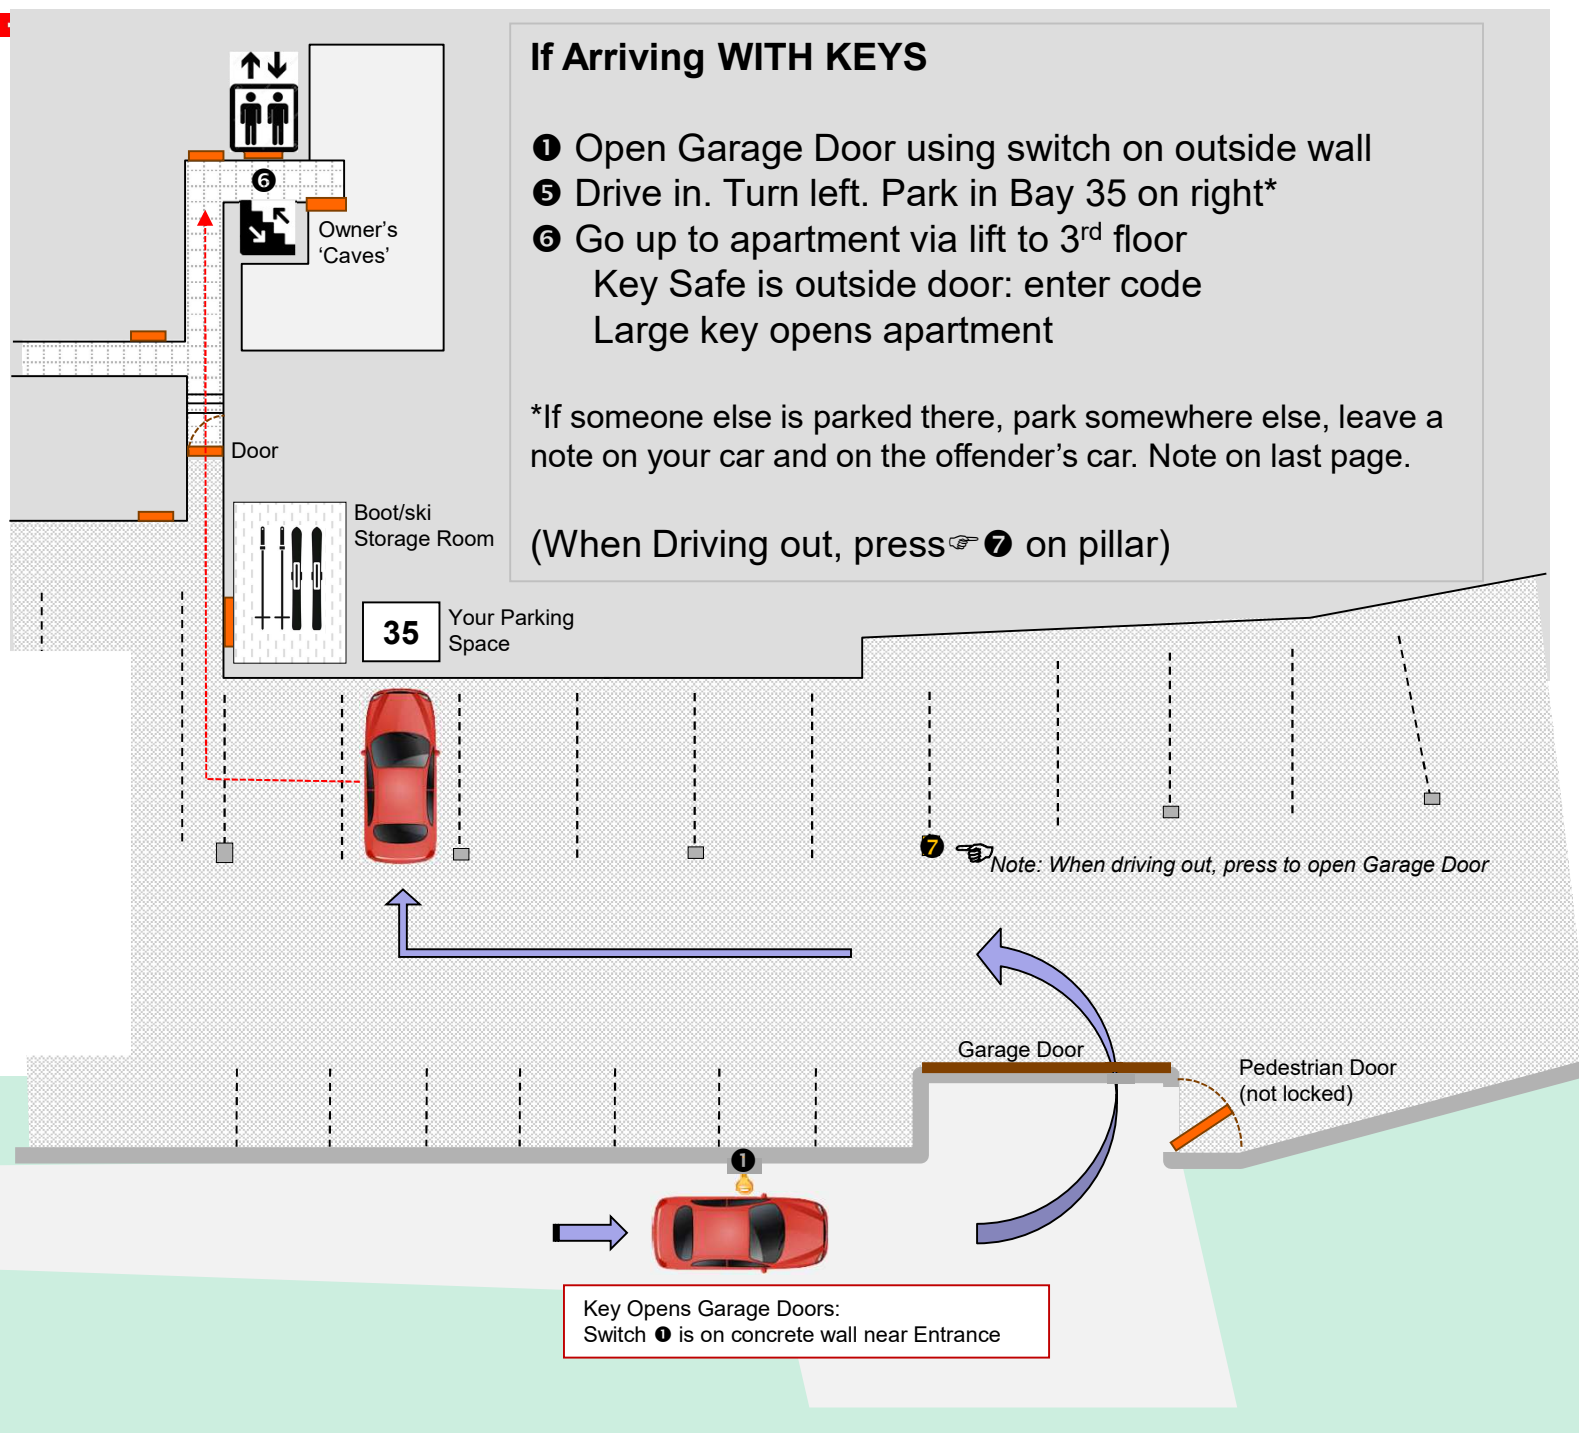 If Arriving WITH KEYS
❶ Open Garage Door using switch on outside wall
❺ Drive in. Turn left. Park in Bay 35 on right*
❻ Go up to apartment via lift to 3rd floor
Key Safe is outside door: enter code
Large key opens apartment
*If someone else is parked there, park somewhere else, leave a
note on your car and on the offender's car. Note on last page.
(When Driving out, press☞❼ on pillar)
❻
Owner's
'Caves'
Door
Boot/ski
Storage Room
35
Your Parking
Space
❼
Note: When driving out, press to open Garage Door
Garage Door
Pedestrian Door
(not locked)
❶
Key Opens Garage Doors:
Switch ❶ is on concrete wall near Entrance